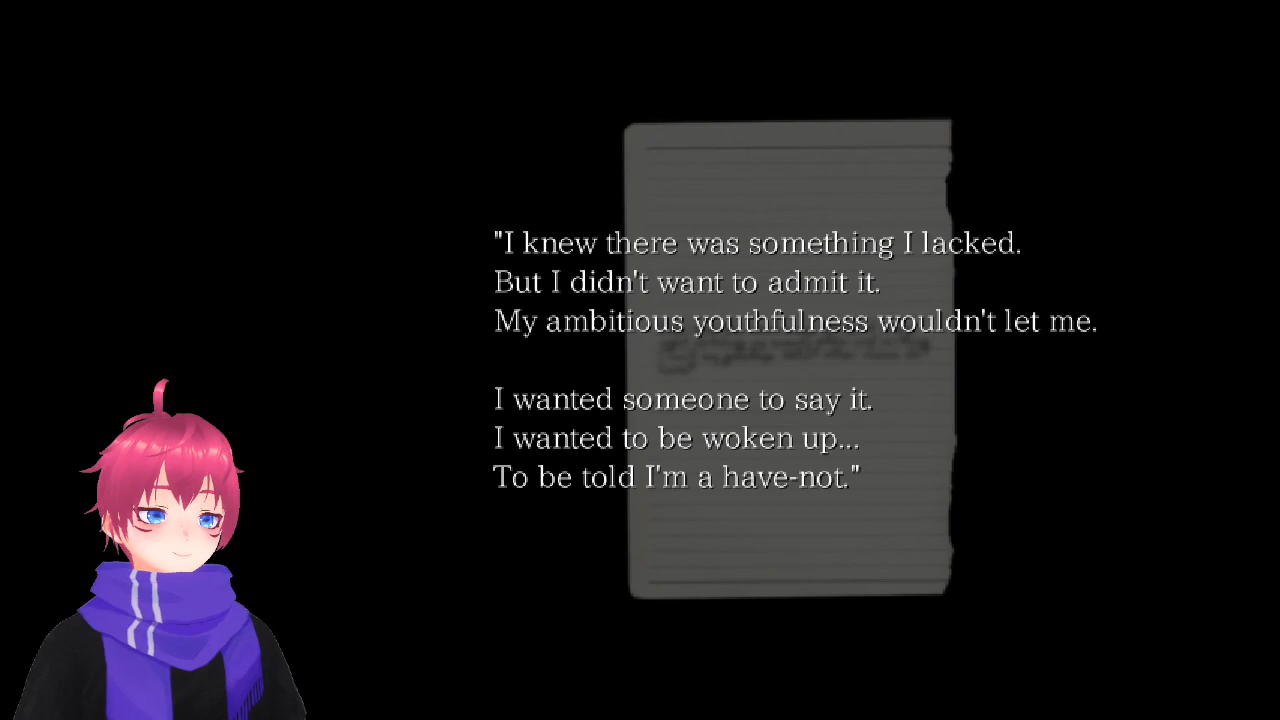 "I knew there was something I lacked.
But I didn't want to admit it.
My ambitious youthfulness wouldn't let me.
I wanted someone to say it.
I wanted to be woken up...
To be told I'm a have-not."